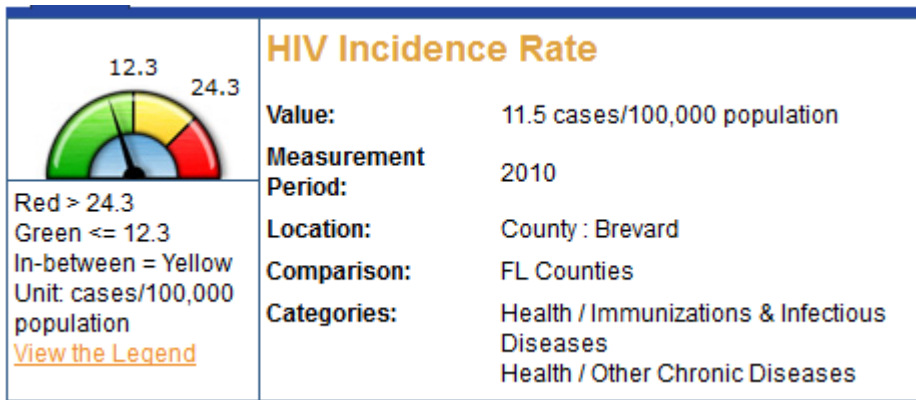 12.3
24.3
Red > 24.3
Green <= 12.3
In-between = Yellow
Unit: cases/100,000
population
View the Legend
HIV Incidence Rate
Value: 11.5 cases/100,000 population
Measurement
Period: 2010
Location: County : Brevard
Comparison: FL Counties
Categories: Health / Immunizations & Infectious
Diseases
Health / Other Chronic Diseases